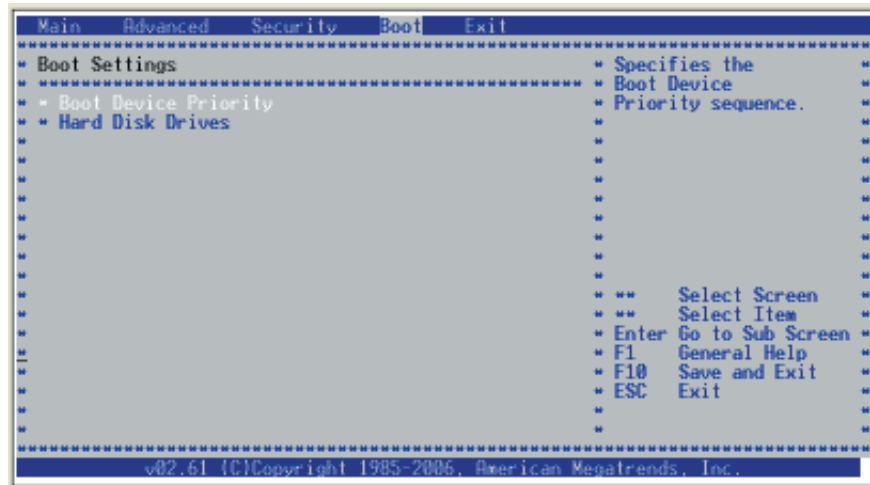 Main Advanced Security Boot Exit
Boot Settings
* Boot Device Priority
* Hard Disk Drives
Specifies the
Boot Device
Priority sequence.
** Select Screen
** Select Item
Enter Go to Sub Screen
F1 General Help
F10 Save and Exit
ESC Exit
v02.61 (C)Copyright 1985-2006, American Megatrends, Inc.